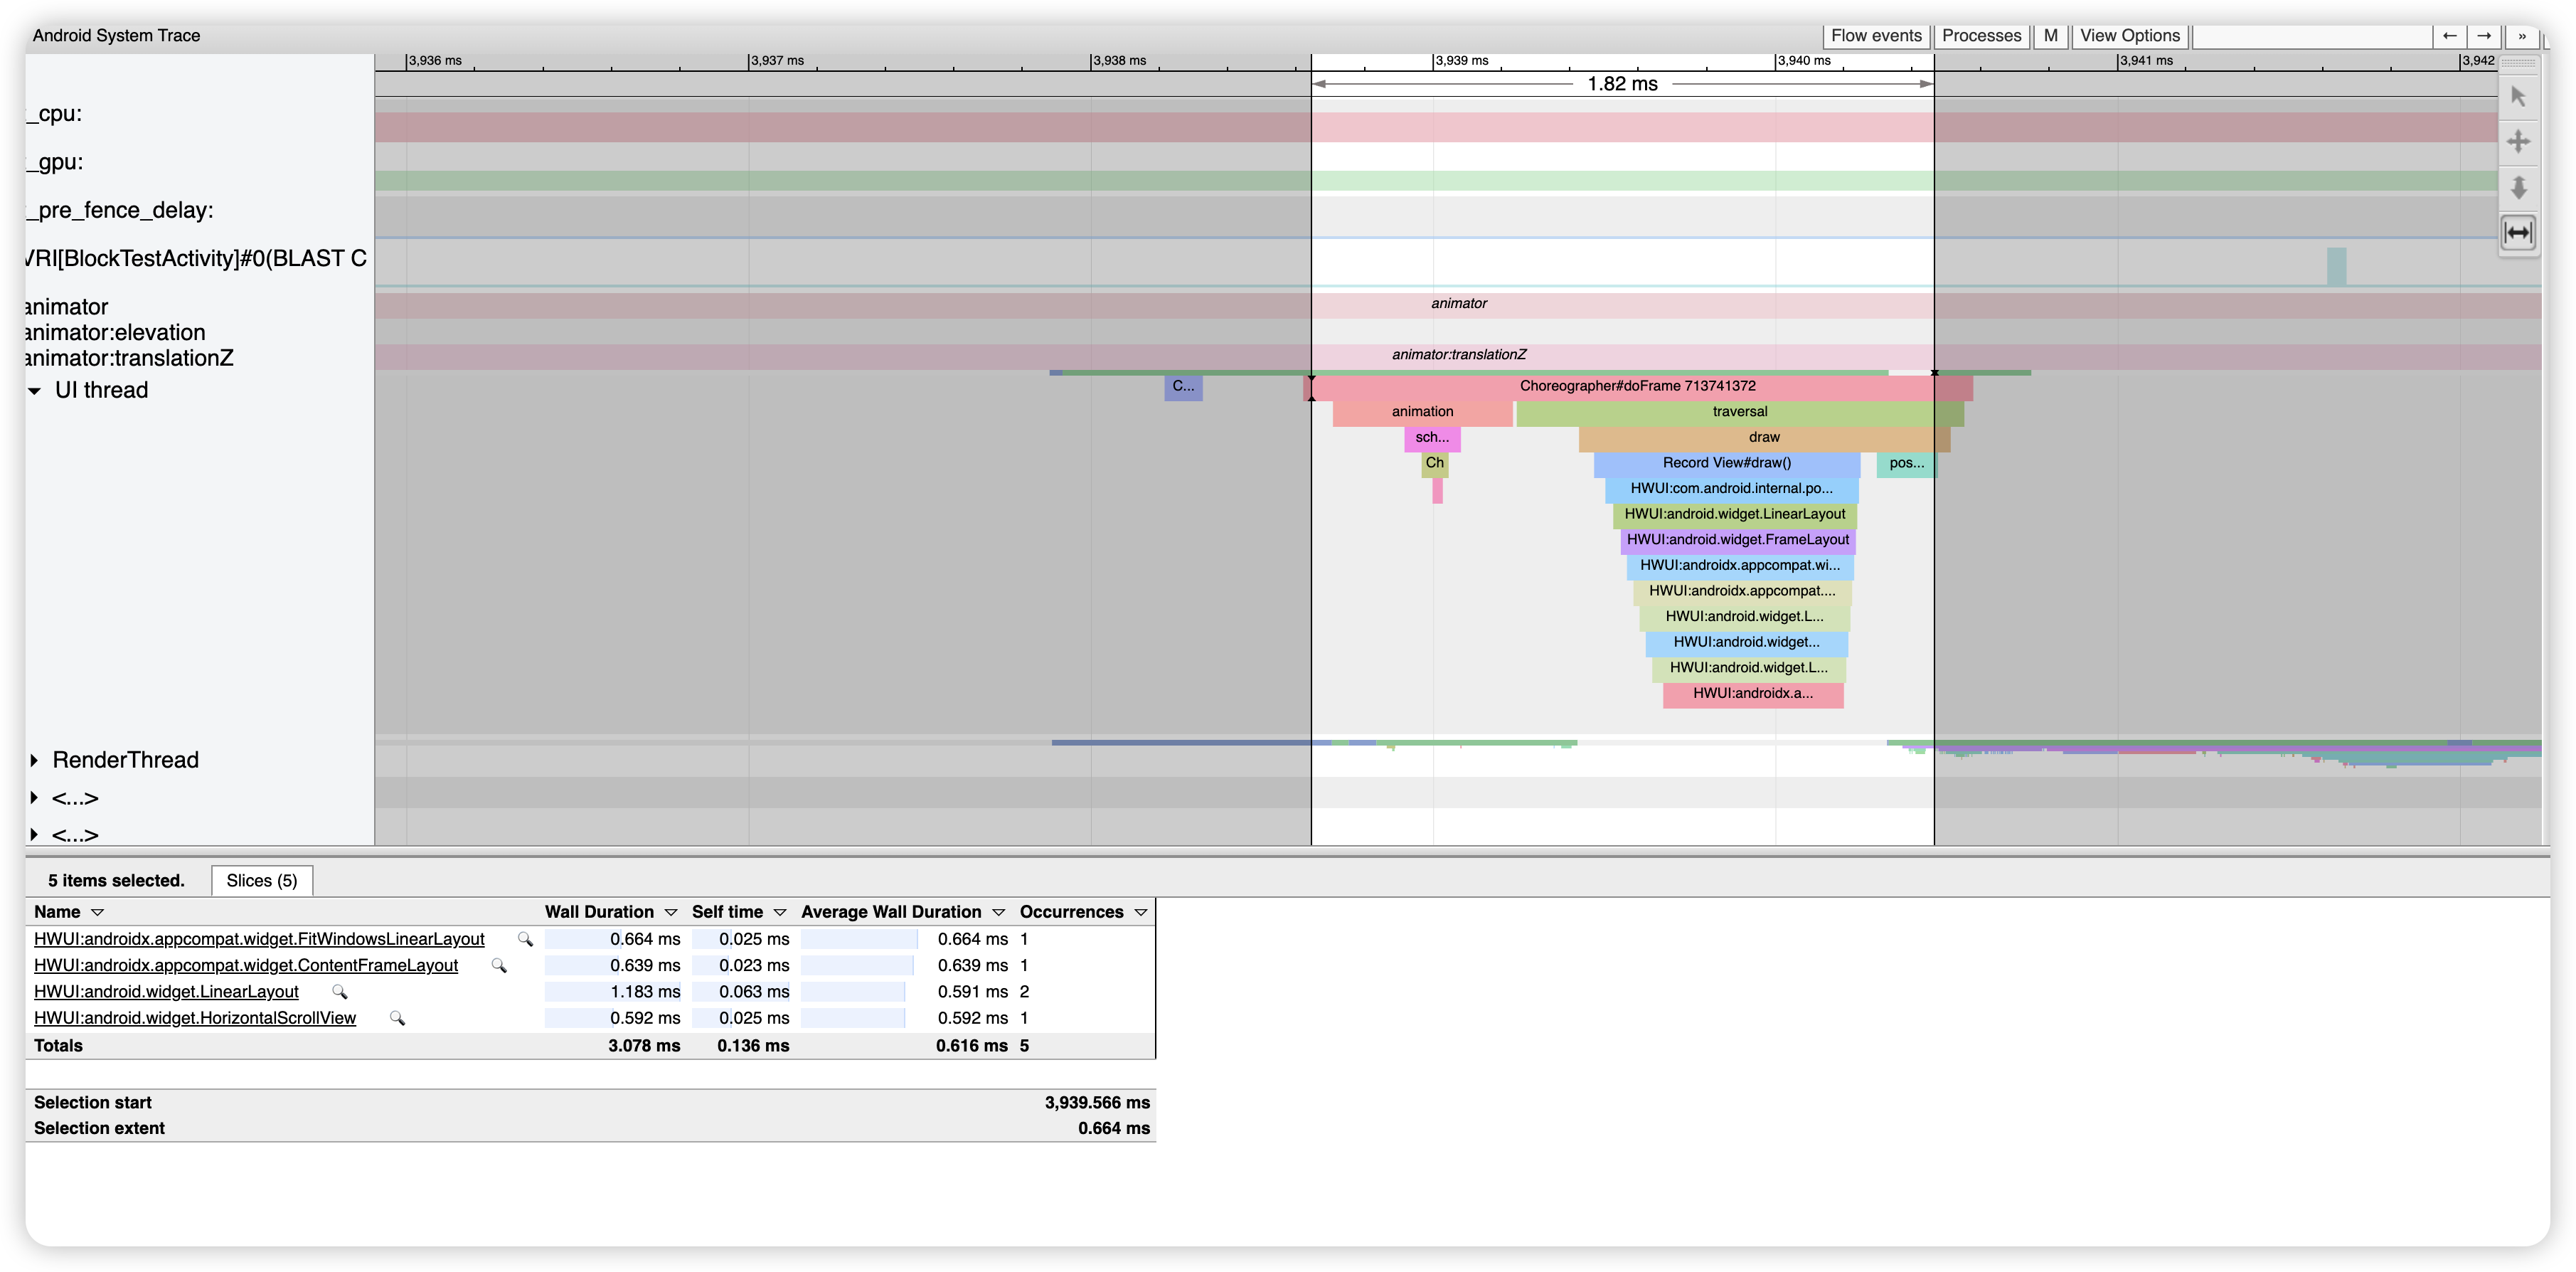 Android System Trace
Flow events Processes M View Options ← → »
3,936 ms 3,937 ms 3,938 ms 3,939 ms 3,940 ms 3,941 ms 3,942
1.82 ms
_cpu:
_gpu:
_pre_fence_delay:
VRI[BlockTestActivity]#0(BLAST C
animator animator
animator:elevation
animator:translationZ animator:translationZ
UI thread C... Choreographer#doFrame 713741372
animation traversal
sch... draw
Ch Record View#draw() pos...
HWUI:com.android.internal.po...
HWUI:android.widget.LinearLayout
HWUI:android.widget.FrameLayout
HWUI:androidx.appcompat.wi...
HWUI:androidx.appcompat....
HWUI:android.widget.L...
HWUI:android.widget...
HWUI:android.widget.L...
HWUI:androidx.a...
RenderThread
<...>
<...>
5 items selected. Slices (5)
Name Wall Duration Self time Average Wall Duration Occurrences
HWUI:androidx.appcompat.widget.FitWindowsLinearLayout 0.664 ms 0.025 ms 0.664 ms 1
HWUI:androidx.appcompat.widget.ContentFrameLayout 0.639 ms 0.023 ms 0.639 ms 1
HWUI:android.widget.LinearLayout 1.183 ms 0.063 ms 0.591 ms 2
HWUI:android.widget.HorizontalScrollView 0.592 ms 0.025 ms 0.592 ms 1
Totals 3.078 ms 0.136 ms 0.616 ms 5
Selection start 3,939.566 ms
Selection extent 0.664 ms